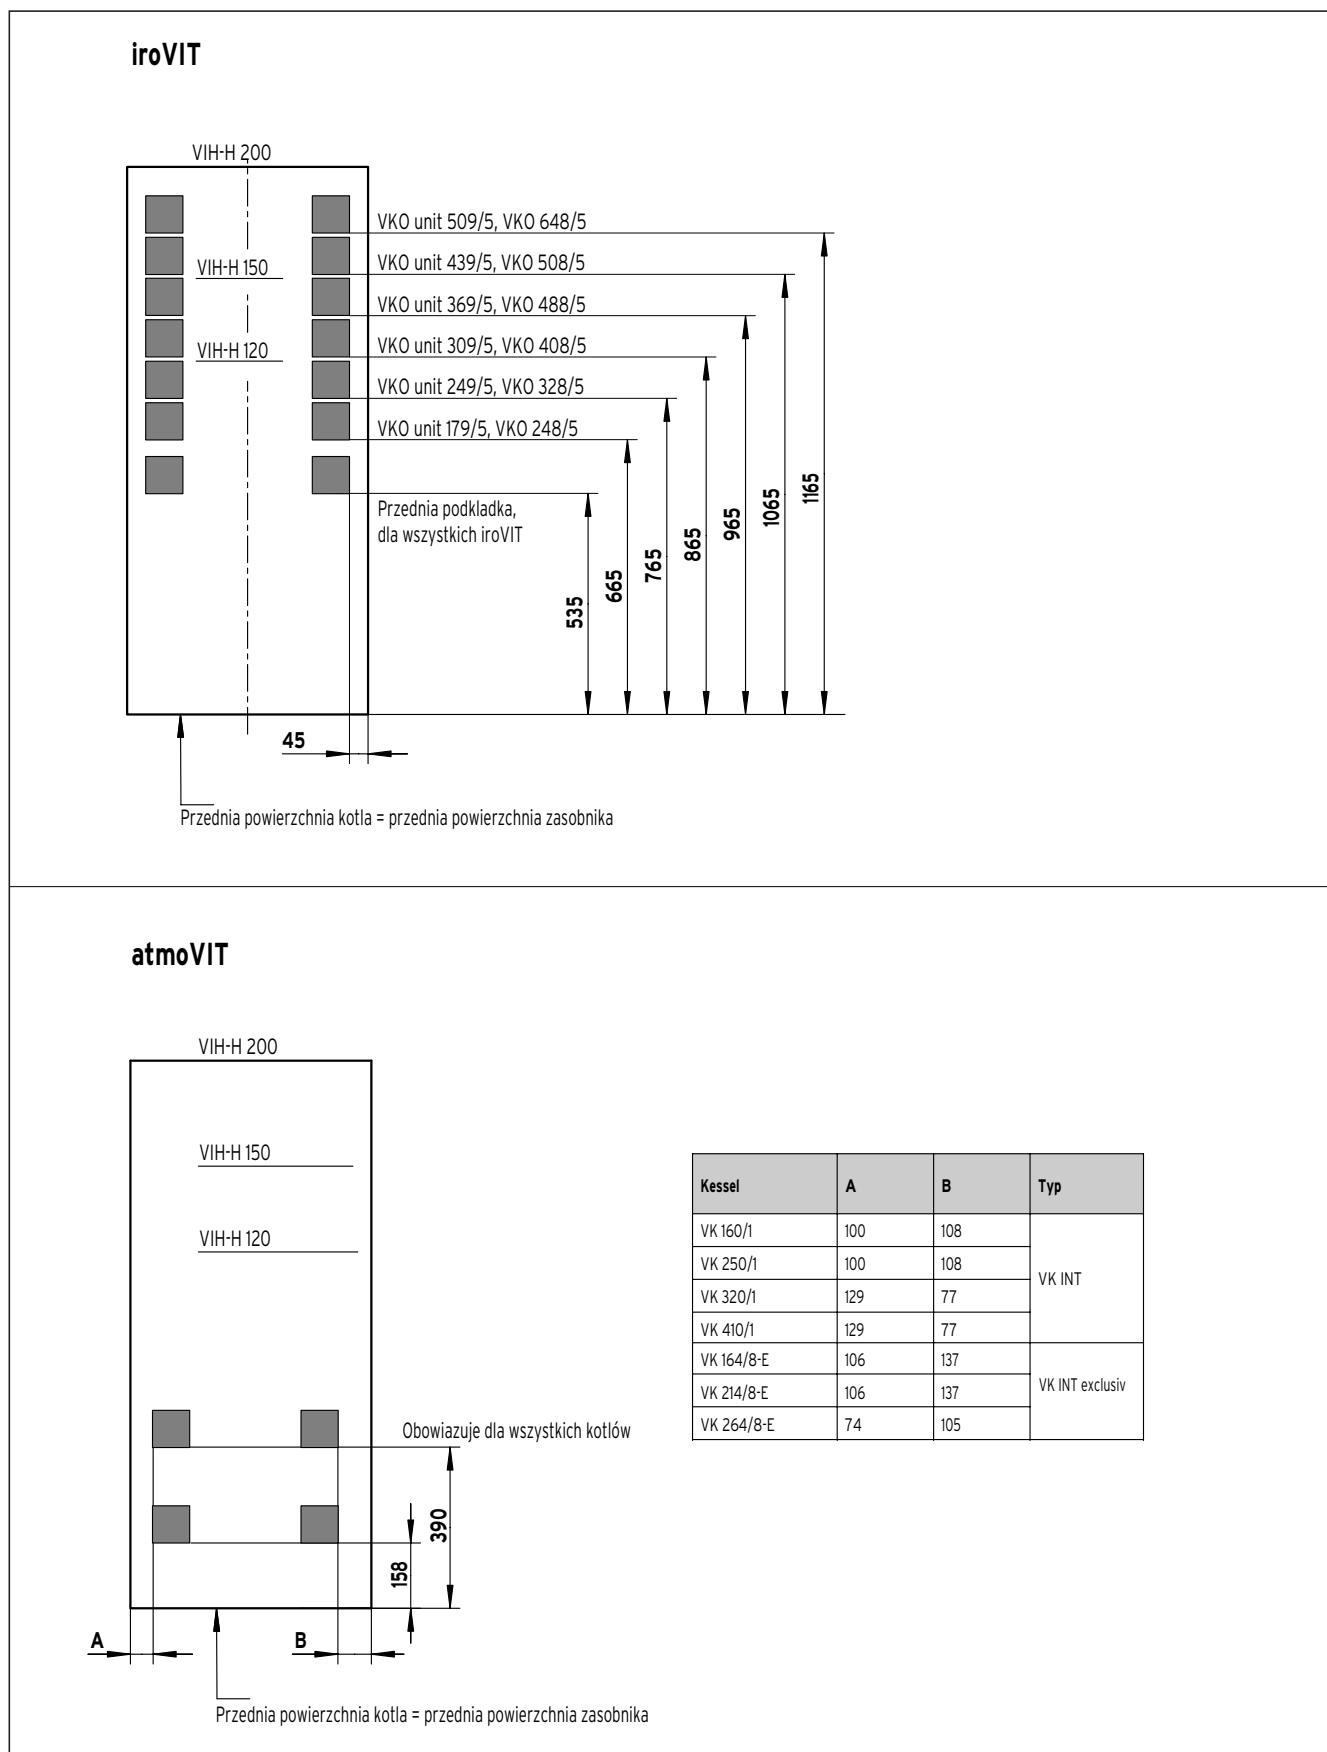 iroVIT
VIH-H 200
VKO unit 509/5, VKO 648/5
VIH-H 150
VKO unit 439/5, VKO 508/5
VKO unit 369/5, VKO 488/5
VIH-H 120
VKO unit 309/5, VKO 408/5
VKO unit 249/5, VKO 328/5
VKO unit 179/5, VKO 248/5
Przednia podkladka,
dla wszystkich iroVIT
535
665
765
865
965
1065
1165
45
Przednia powierzchnia kotla = przednia powierzchnia zasobnika
atmoVIT
VIH-H 200
VIH-H 150
VIH-H 120
Obowiazuje dla wszystkich kotlów
390
158
A
B
Przednia powierzchnia kotla = przednia powierzchnia zasobnika
Kessel A B Typ
VK 160/1 100 108
VK 250/1 100 108
VK INT
VK 320/1 129 77
VK 410/1 129 77
VK 164/8-E 106 137
VK 214/8-E 106 137
VK INT exclusiv
VK 264/8-E 74 105